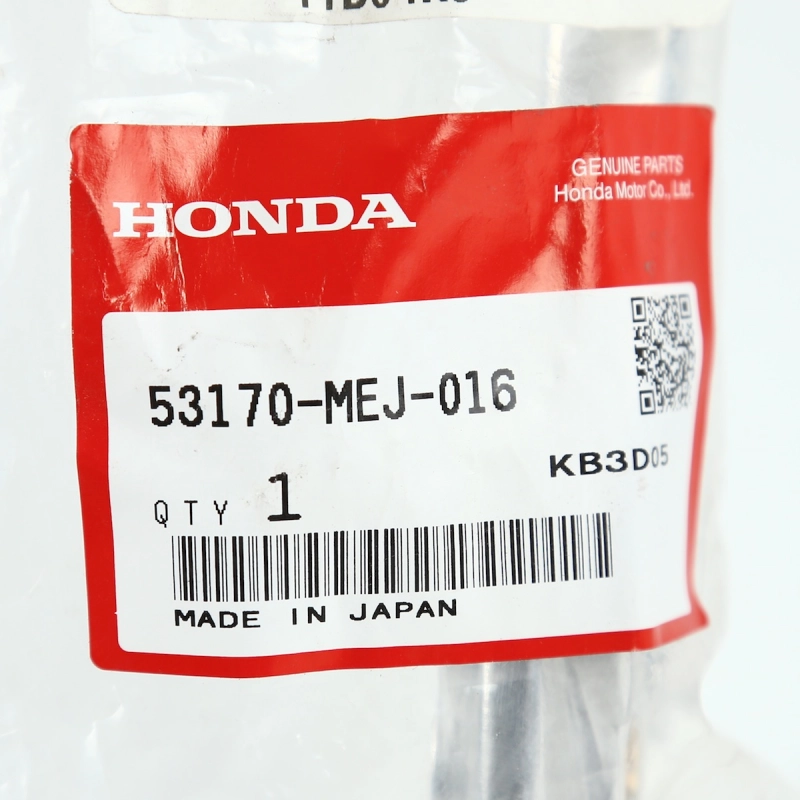 HONDA
GENUINE PARTS
Honda Motor Co., Ltd.
53170-MEJ-016
KB3D05
QTY 1
MADE IN JAPAN